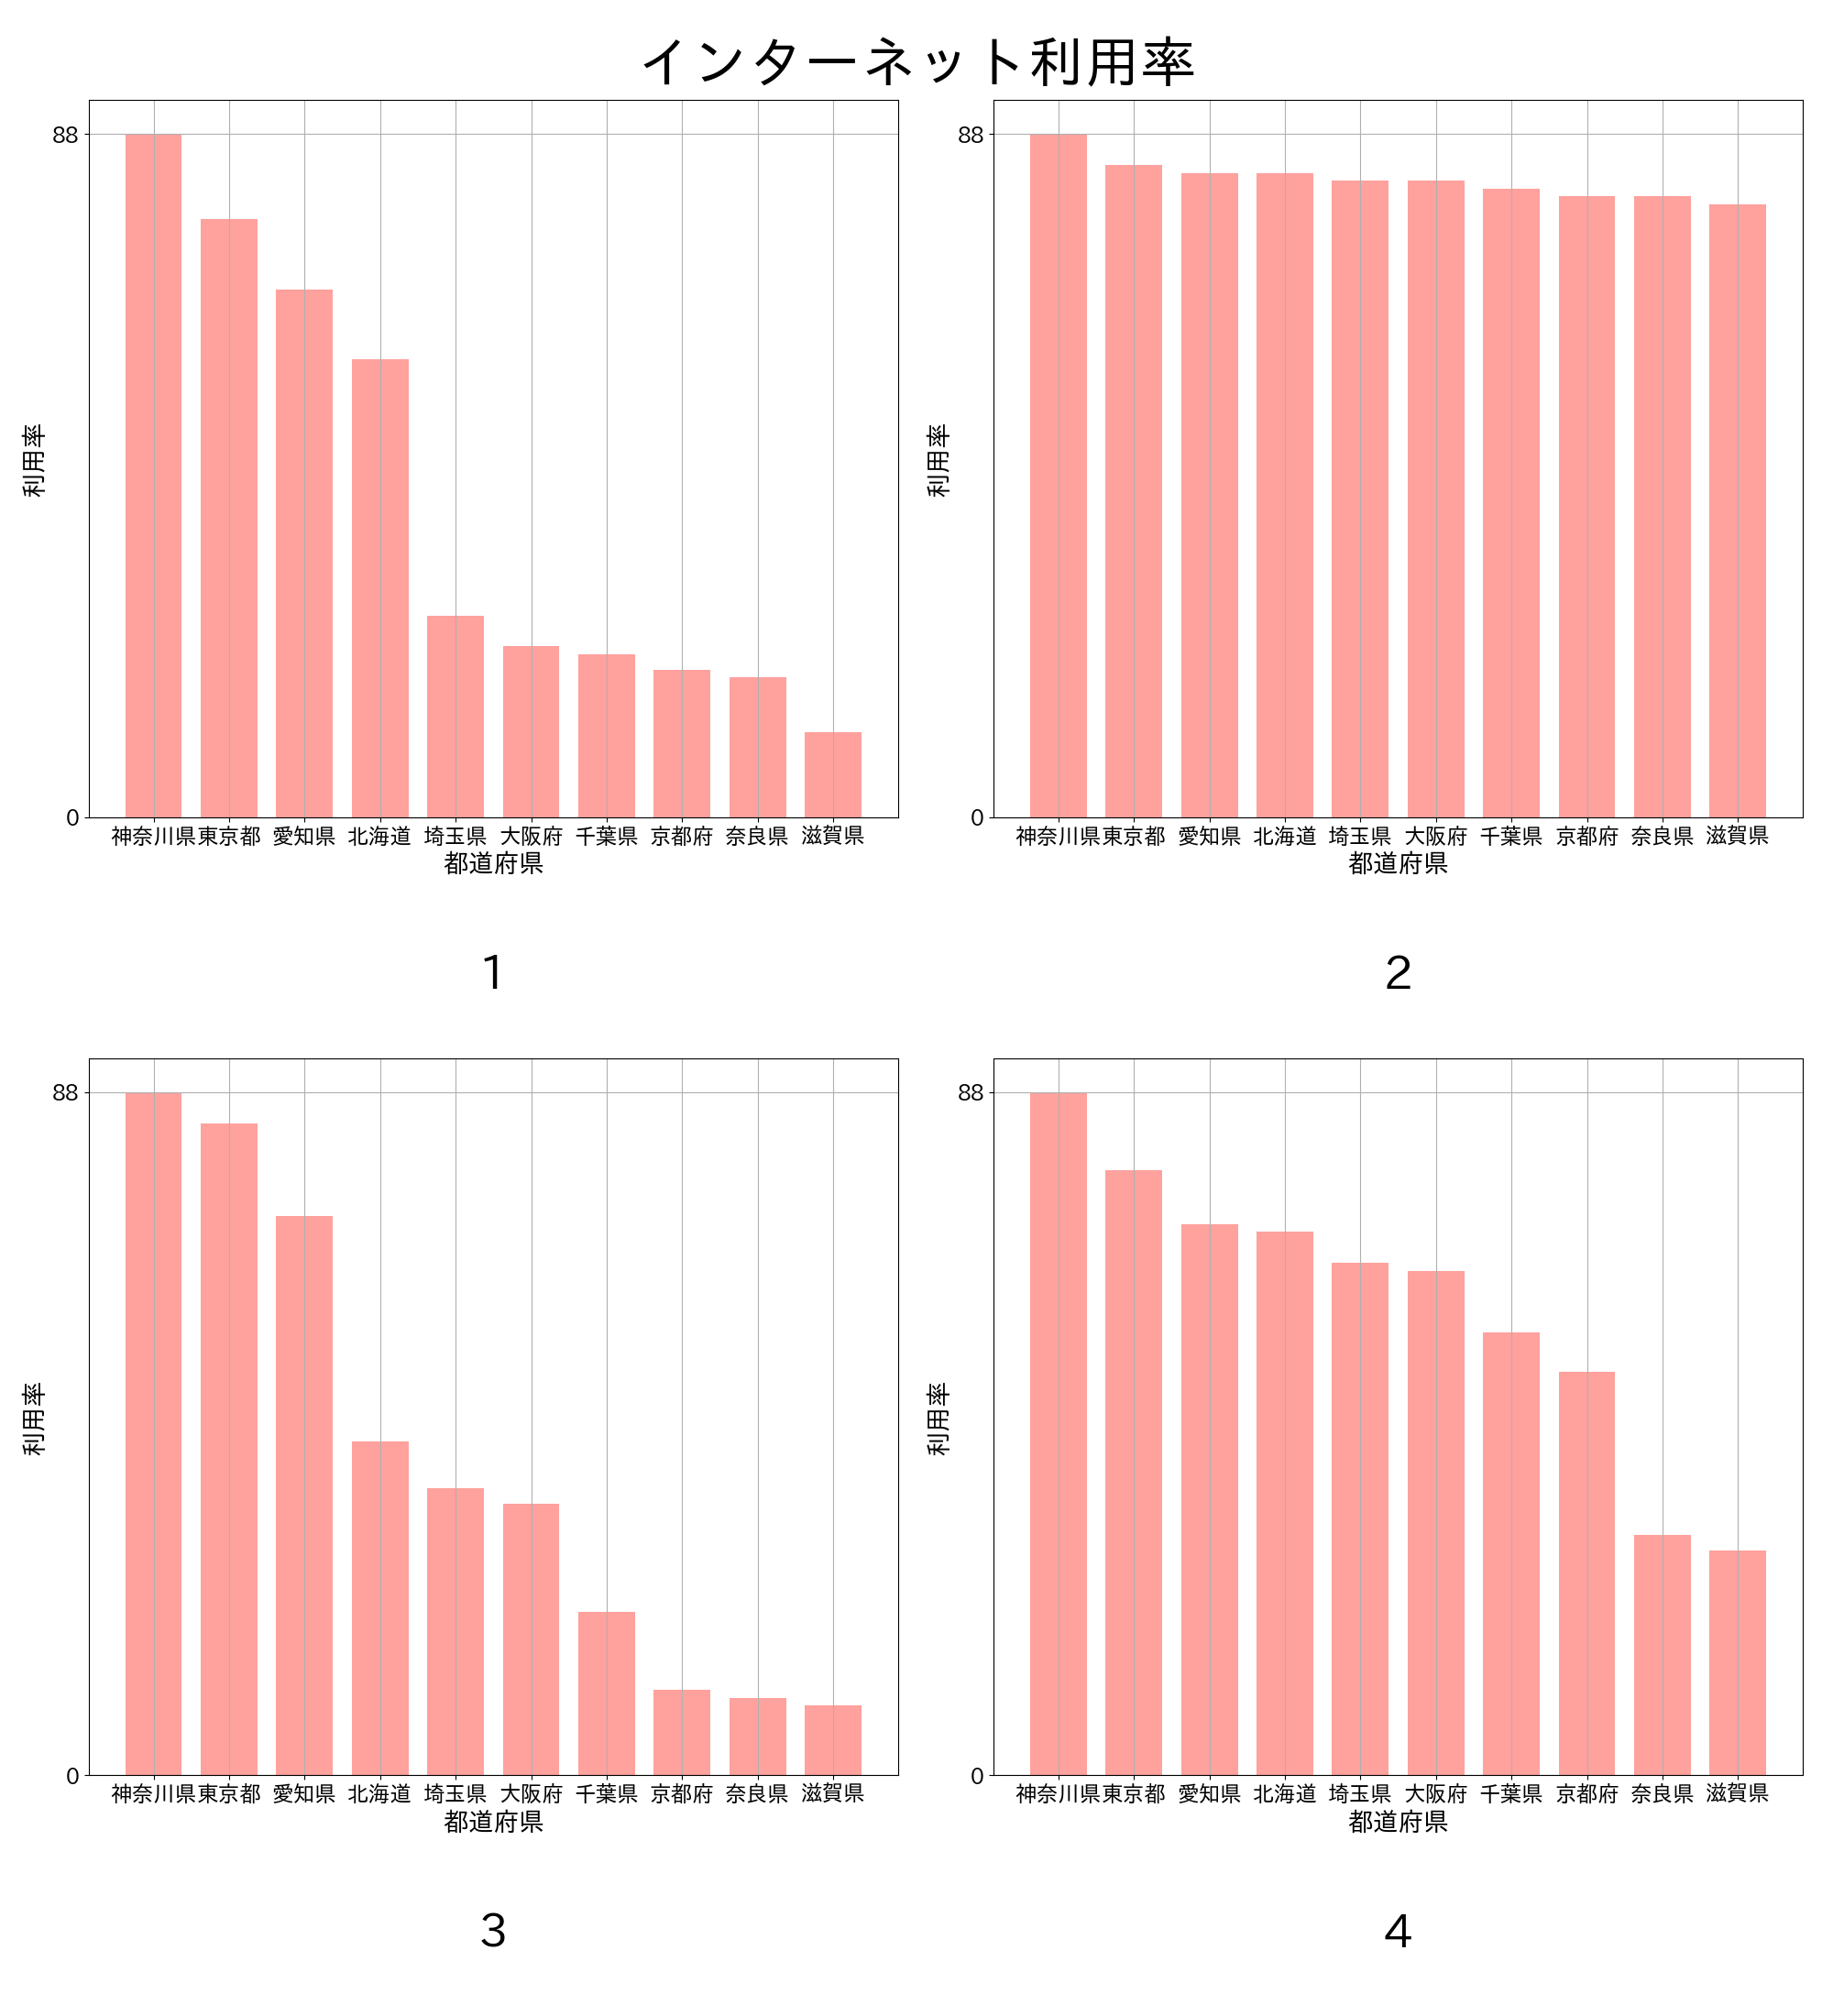 インターネット利用率
88
0
利用率
神奈川県 東京都 愛知県 北海道 埼玉県 大阪府 千葉県 京都府 奈良県 滋賀県
都道府県
1
88
0
利用率
神奈川県 東京都 愛知県 北海道 埼玉県 大阪府 千葉県 京都府 奈良県 滋賀県
都道府県
2
88
0
利用率
神奈川県 東京都 愛知県 北海道 埼玉県 大阪府 千葉県 京都府 奈良県 滋賀県
都道府県
3
88
0
利用率
神奈川県 東京都 愛知県 北海道 埼玉県 大阪府 千葉県 京都府 奈良県 滋賀県
都道府県
4